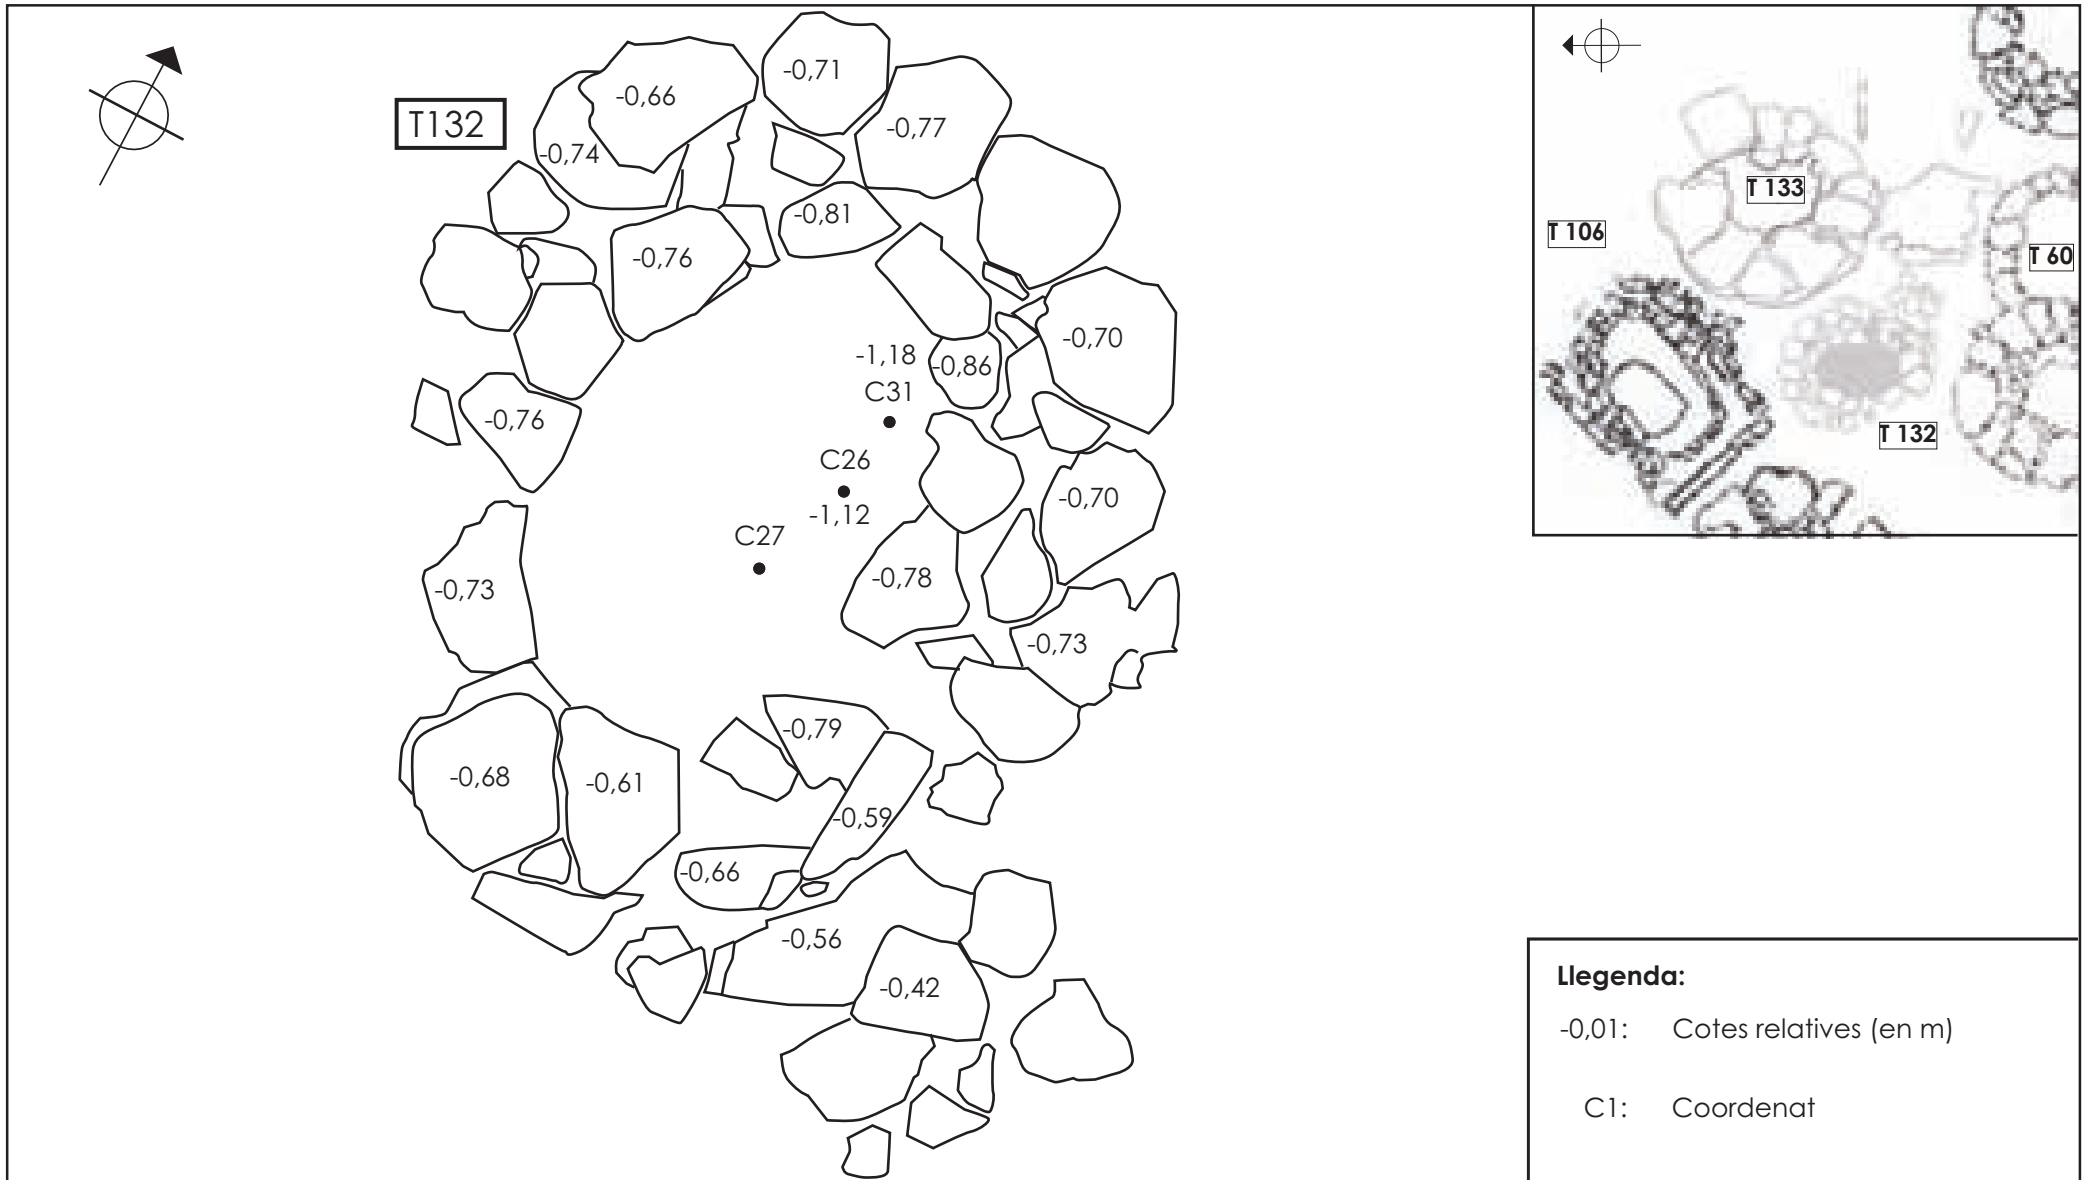 T132
-0,66
-0,71
-0,74
-0,77
-0,81
-0,76
-0,70
-1,18
-0,86
C31
-0,76
C26
-0,70
-1,12
C27
-0,78
-0,73
-0,73
-0,79
-0,68
-0,61
-0,59
-0,66
-0,56
-0,42
T 133
T 106
T 60
T 132
Llegenda:
-0,01: Cotes relatives (en m)
C1: Coordenat